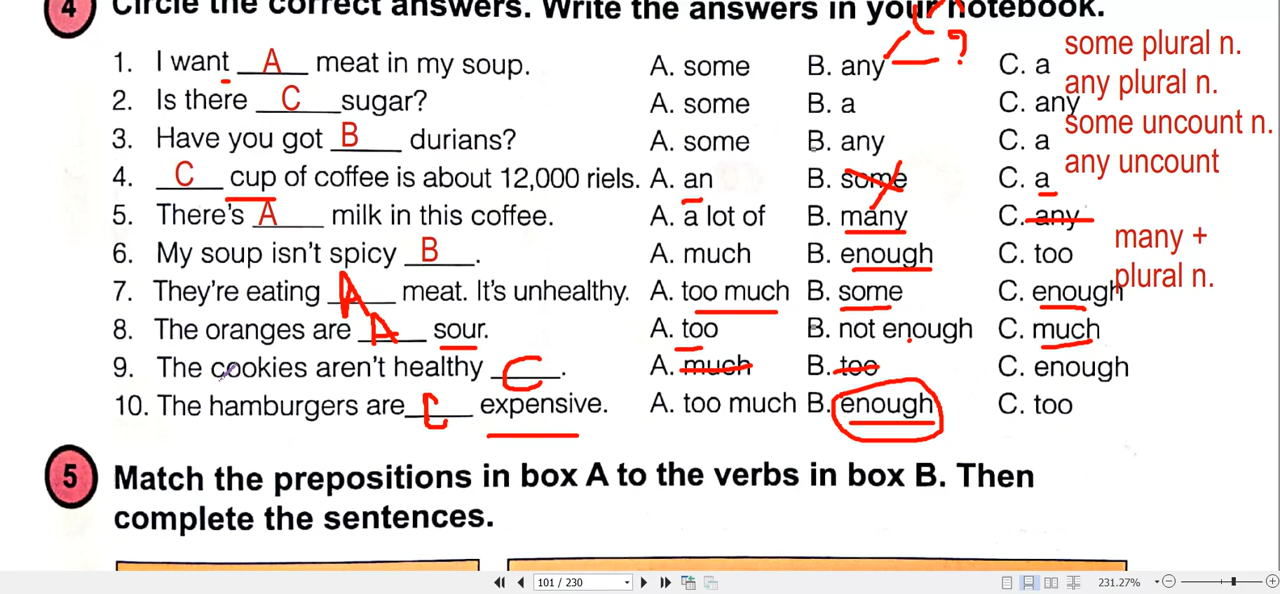 4 Circle the correct answers. Write the answers in your notebook.
1. I want A meat in my soup. A. some B. any ? C. a
some plural n.
any plural n.
2. Is there C sugar? A. some B. a C. any
some uncount n.
3. Have you got B durians? A. some B. any C. a
any uncount
4. C cup of coffee is about 12,000 riels. A. an B. some C. a
5. There's A milk in this coffee. A. a lot of B. many C. any
many +
plural n.
6. My soup isn't spicy B. A. much B. enough C. too
7. They're eating A meat. It's unhealthy. A. too much B. some C. enough
8. The oranges are A sour. A. too B. not enough C. much
9. The cookies aren't healthy C. A. much B. too C. enough
10. The hamburgers are C expensive. A. too much B. enough C. too
5 Match the prepositions in box A to the verbs in box B. Then
complete the sentences.
101 / 230
231.27%